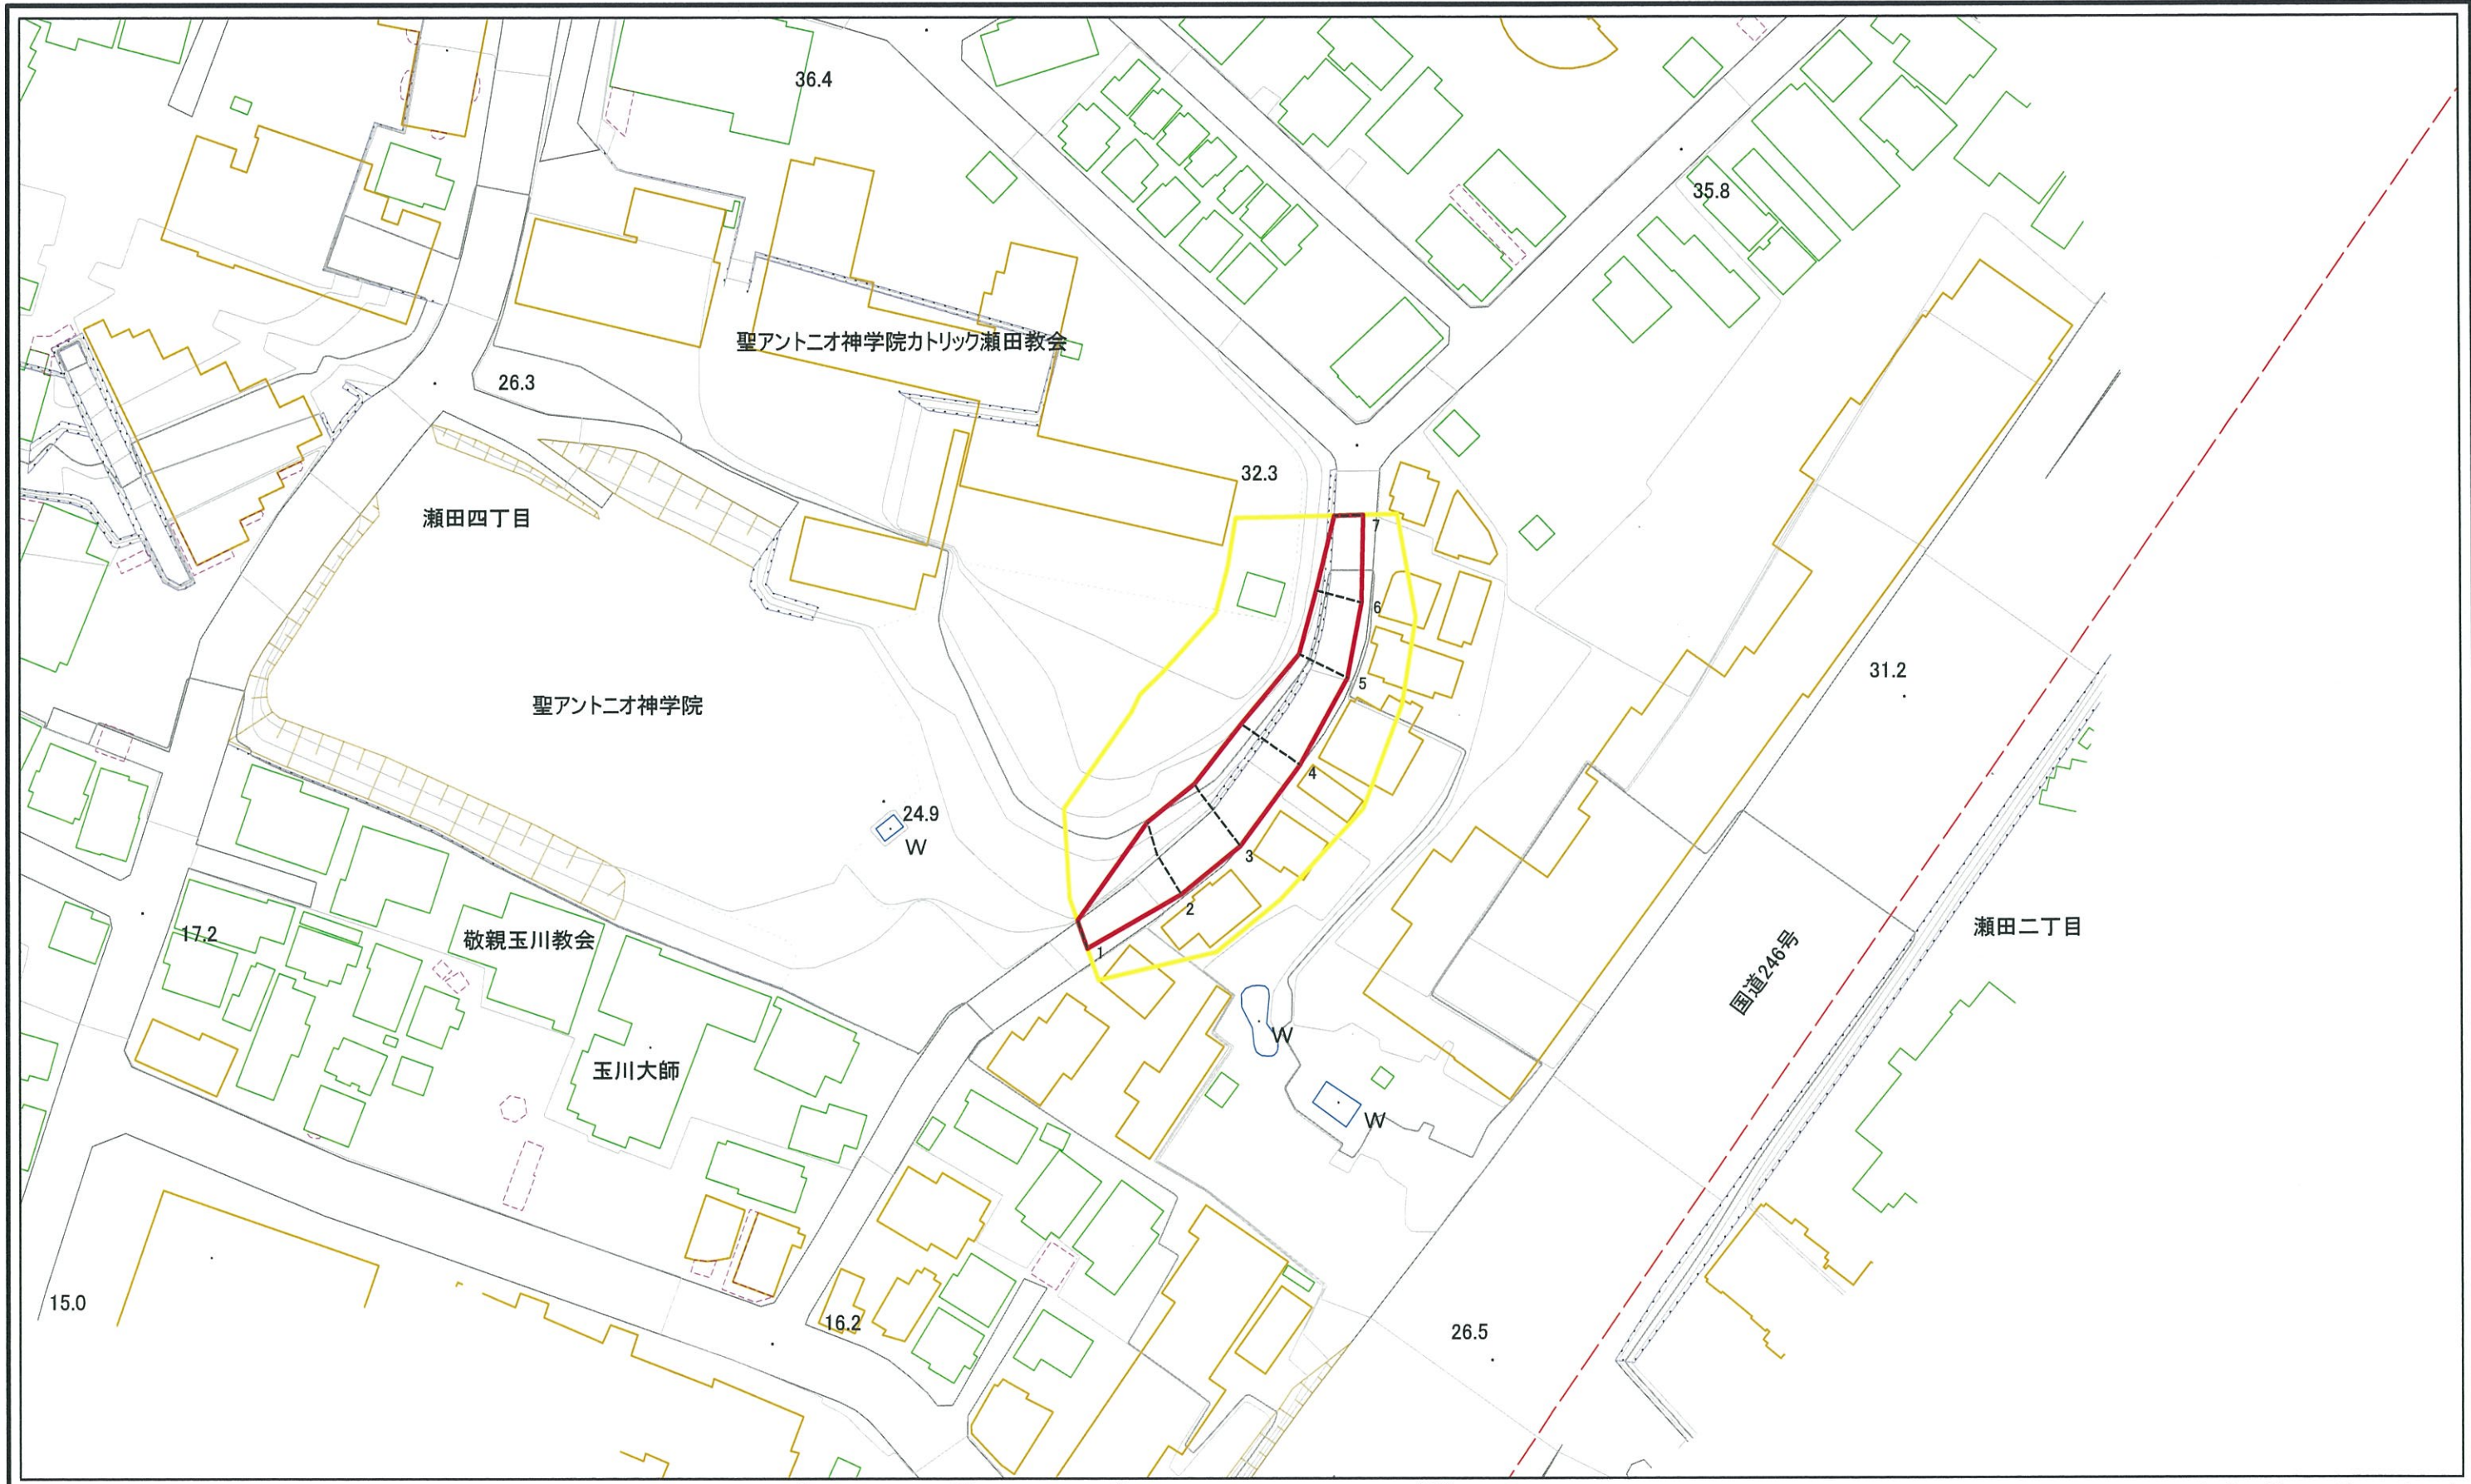 36.4
35.8
聖アントニオ神学院カトリック瀬田教会
26.3
32.3
瀬田四丁目
7
6
31.2
5
聖アントニオ神学院
4
24.9
W
3
2
瀬田二丁目
17.2
敬親玉川教会
1
国道246号
W
玉川大師
W
15.0
16.2
26.5